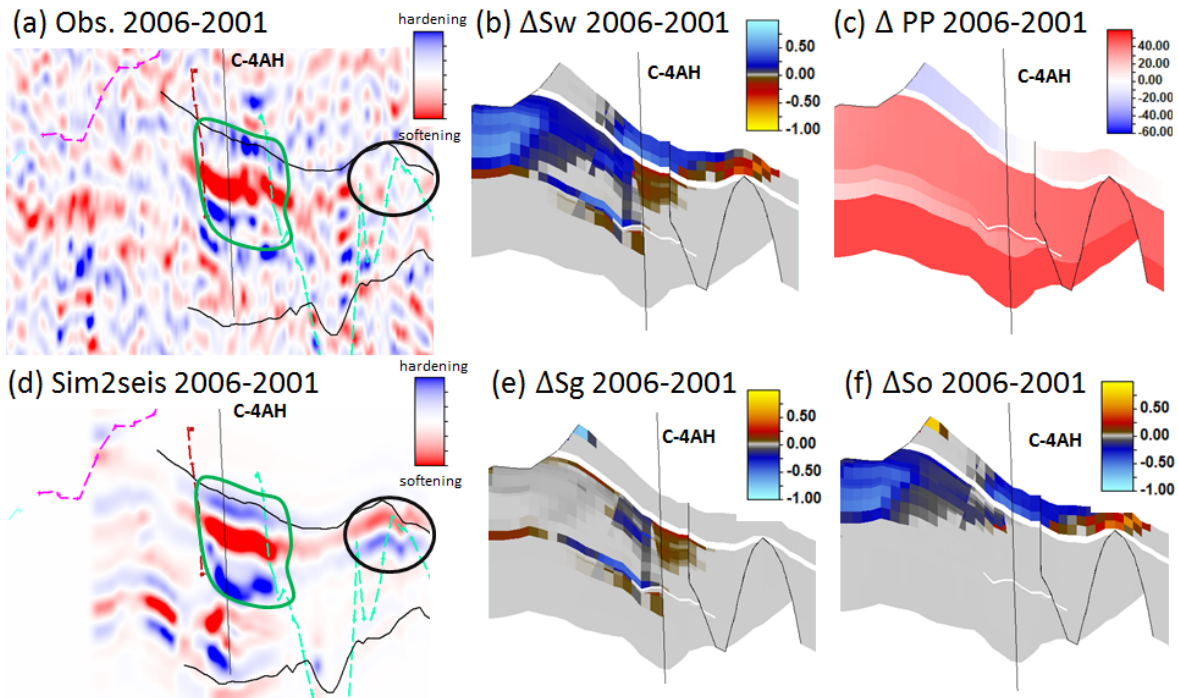 (a) Obs. 2006-2001
hardening
softening
C-4AH
(b) ΔSw 2006-2001
0.50
0.00
-0.50
-1.00
C-4AH
(c) Δ PP 2006-2001
40.00
20.00
0.00
-20.00
-40.00
-60.00
C-4AH
(d) Sim2seis 2006-2001
hardening
softening
C-4AH
(e) ΔSg 2006-2001
0.50
0.00
-0.50
-1.00
C-4AH
(f) ΔSo 2006-2001
0.50
0.00
-0.50
-1.00
C-4AH